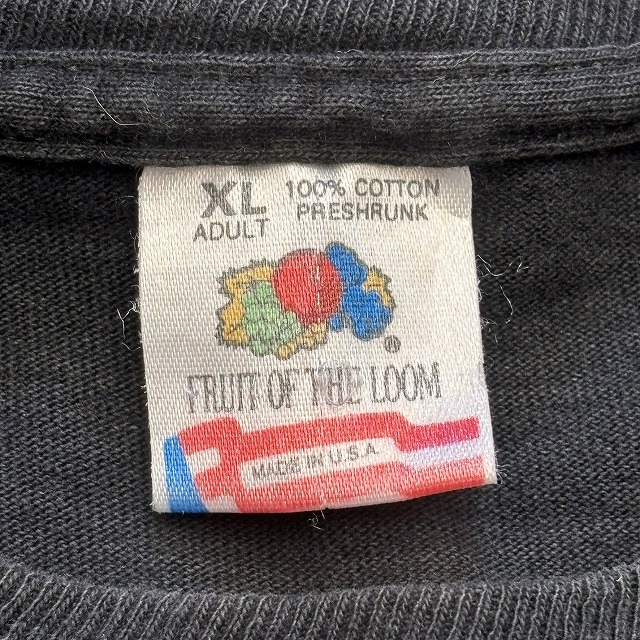 XL 100% COTTON
ADULT PRESHRUNK
®
FRUIT OF THE LOOM
MADE IN U.S.A.